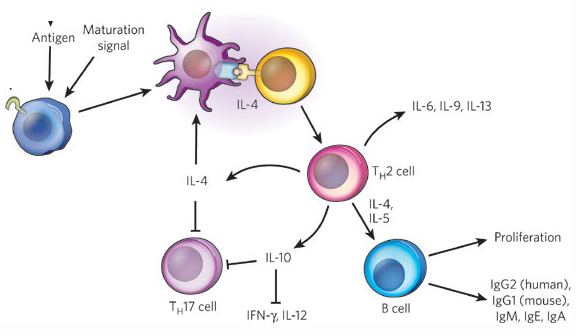 Antigen
Maturation
signal
IL-4
IL-6, IL-9, IL-13
TH2 cell
IL-4
IL-4,
IL-5
Proliferation
IL-10
IgG2 (human),
IgG1 (mouse),
IgM, IgE, IgA
TH17 cell
IFN-γ, IL-12
B cell